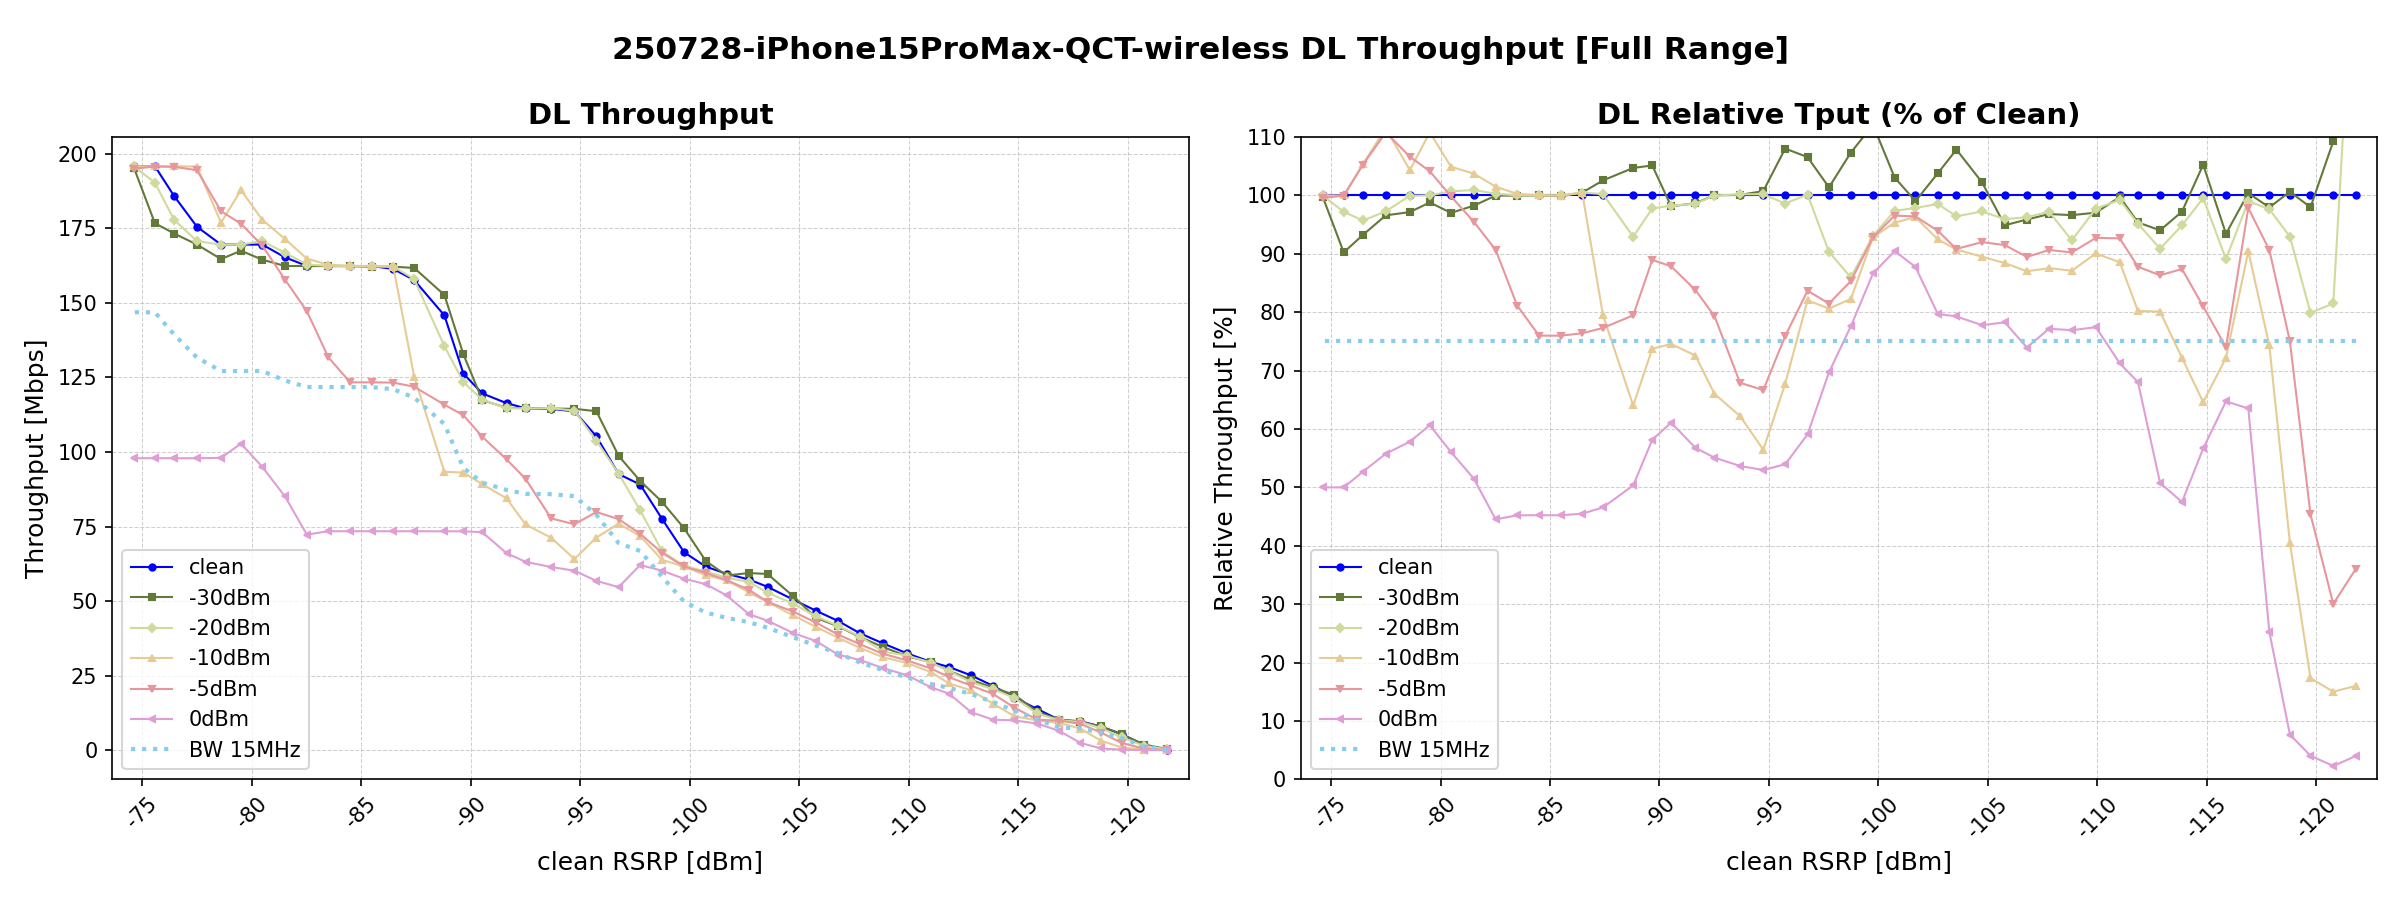 250728-iPhone15ProMax-QCT-wireless DL Throughput [Full Range]
DL Throughput
200
175
150
125
100
75
50
25
0
Throughput [Mbps]
clean
-30dBm
-20dBm
-10dBm
-5dBm
0dBm
BW 15MHz
-75
-80
-85
-90
-95
-100
-105
-110
-115
-120
clean RSRP [dBm]
DL Relative Tput (% of Clean)
110
100
90
80
70
60
50
40
30
20
10
0
Relative Throughput [%]
clean
-30dBm
-20dBm
-10dBm
-5dBm
0dBm
BW 15MHz
-75
-80
-85
-90
-95
-100
-105
-110
-115
-120
clean RSRP [dBm]